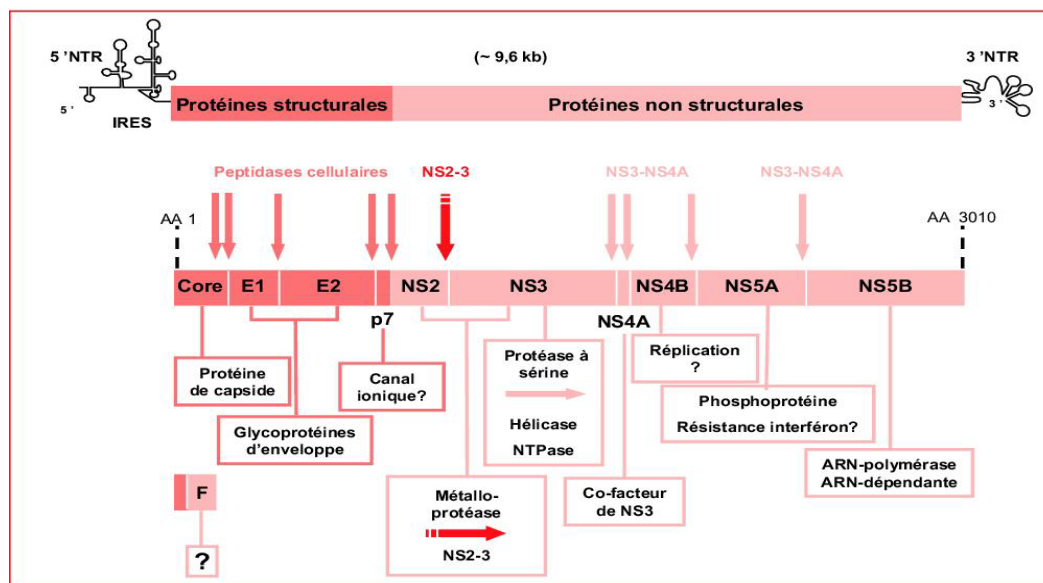 5 'NTR
(~ 9,6 kb)
3 'NTR
5 '
3 '
IRES
Protéines structurales
Protéines non structurales
Peptidases cellulaires
NS2-3
NS3-NS4A
NS3-NS4A
AA 1
AA 3010
Core
E1
E2
NS2
NS3
NS4B
NS5A
NS5B
p7
NS4A
Protéine
de capside
Glycoprotéines
d'enveloppe
Canal
ionique?
Protéase à
sérine
Hélicase
NTPase
Réplication
?
Phosphoprotéine
Résistance interféron?
ARN-polymérase
ARN-dépendante
Co-facteur
de NS3
Métallo-
protéase
NS2-3
F
?